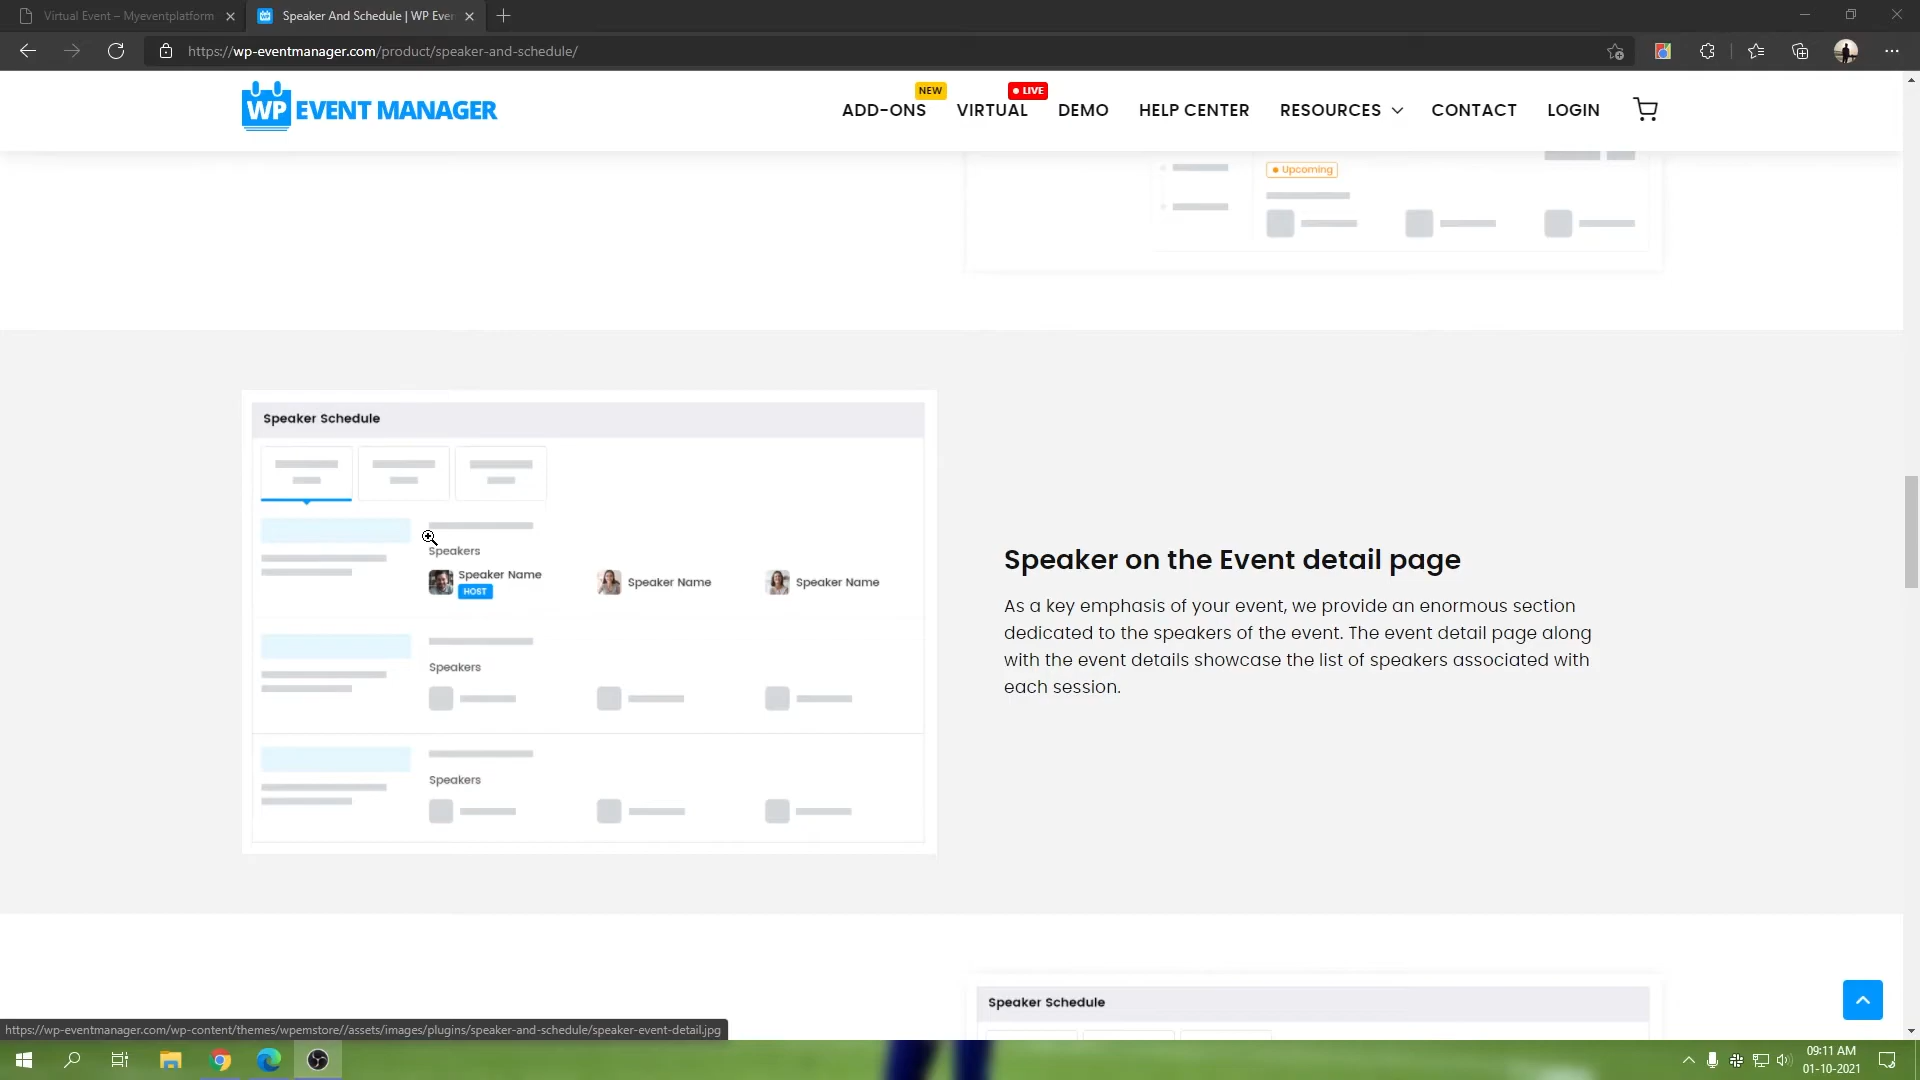 Virtual Event – Myeventplatform
Speaker And Schedule | WP Even
https://wp-eventmanager.com/product/speaker-and-schedule/
WP EVENT MANAGER
NEW
LIVE
ADD-ONS VIRTUAL DEMO HELP CENTER RESOURCES CONTACT LOGIN
Upcoming
Speaker Schedule
Speakers
Speaker Name
HOST
Speaker Name
Speaker Name
Speakers
Speakers
Speaker on the Event detail page
As a key emphasis of your event, we provide an enormous section
dedicated to the speakers of the event. The event detail page along
with the event details showcase the list of speakers associated with
each session.
Speaker Schedule
https://wp-eventmanager.com/wp-content/themes/wpemstore//assets/images/plugins/speaker-and-schedule/speaker-event-detail.jpg
09:11 AM
01-10-2021